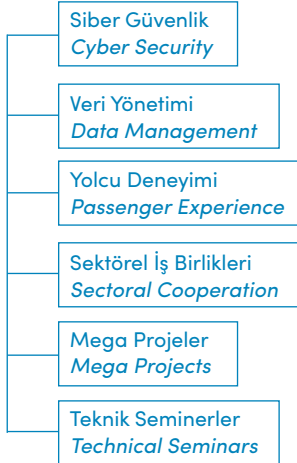 Siber Güvenlik
Cyber Security
Veri Yönetimi
Data Management
Yolcu Deneyimi
Passenger Experience
Sektörel İş Birlikleri
Sectoral Cooperation
Mega Projeler
Mega Projects
Teknik Seminerler
Technical Seminars